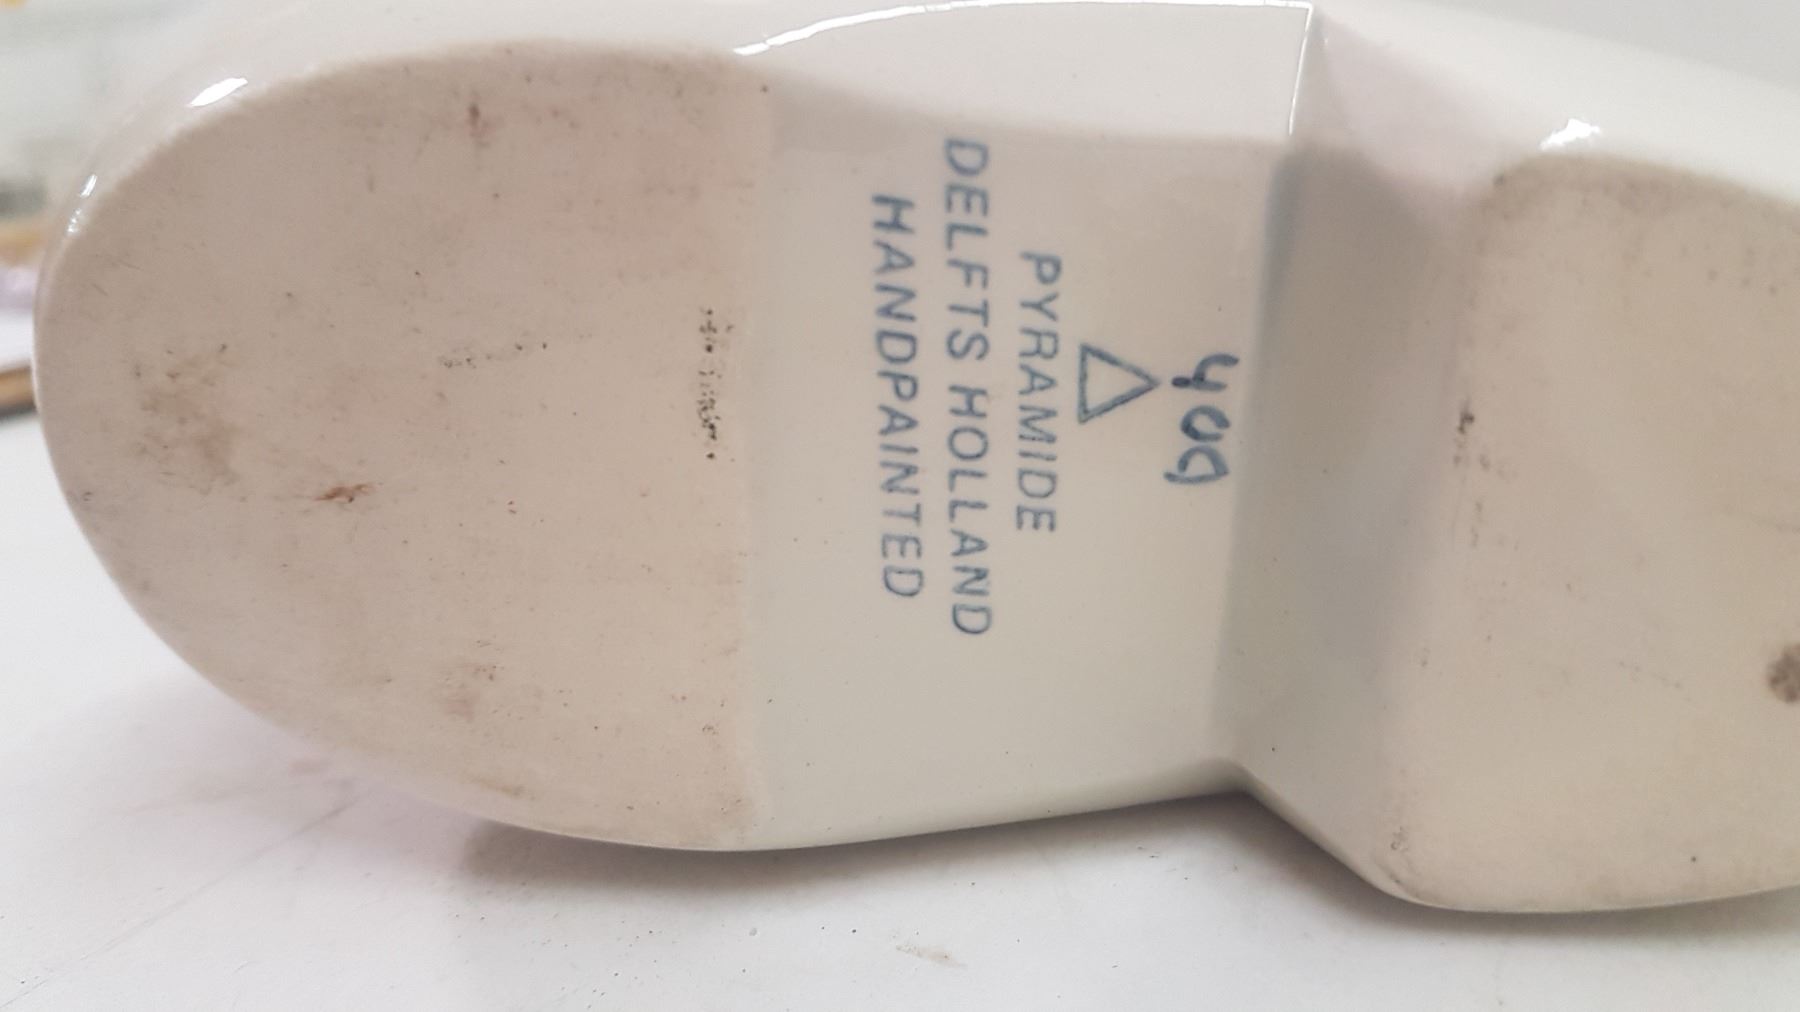 409
PYRAMIDE
DELFTS HOLLAND
HANDPAINTED